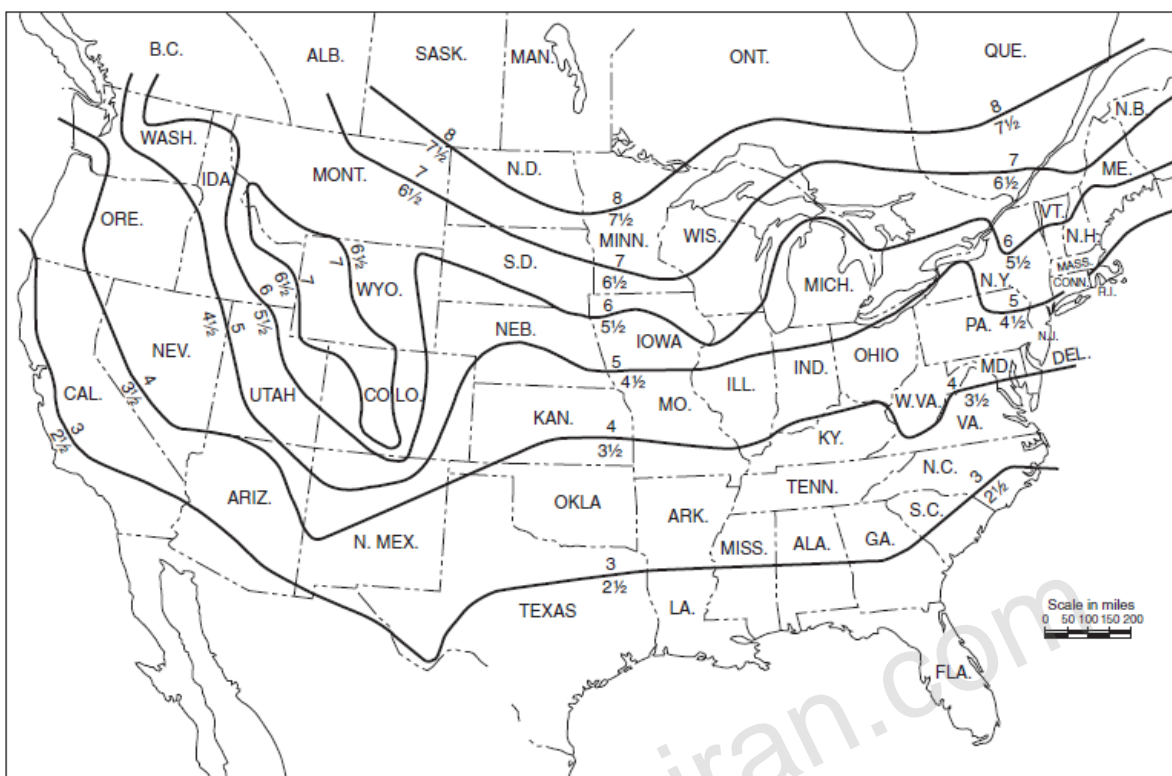 B.C.
ALB.
SASK.
MAN.
ONT.
QUE.
8
7½
N.B.
WASH.
8
7½
IDA.
MONT.
7
6½
N.D.
7
6½
ME.
ORE.
8
7½
VT.
MINN.
WIS.
N.H.
6½
7
6
5½
S.D.
7
6½
MASS.
6½
7
WYO.
MICH.
N.Y.
CONN.
R.I.
6
5½
4½
5
6
5½
5
4½
NEB.
IOWA
PA.
N.J.
NEV.
OHIO
5
4½
IND.
MD.
DEL.
4
3½
CAL.
UTAH
COLO.
ILL.
W.VA.
4
3½
MO.
KAN.
VA.
3
2½
4
3½
KY.
N.C.
3
2½
ARIZ.
TENN.
OKLA
ARK.
S.C.
N. MEX.
MISS.
ALA.
GA.
3
2½
TEXAS
LA.
Scale in miles
0 50 100 150 200
FLA.
iran.com